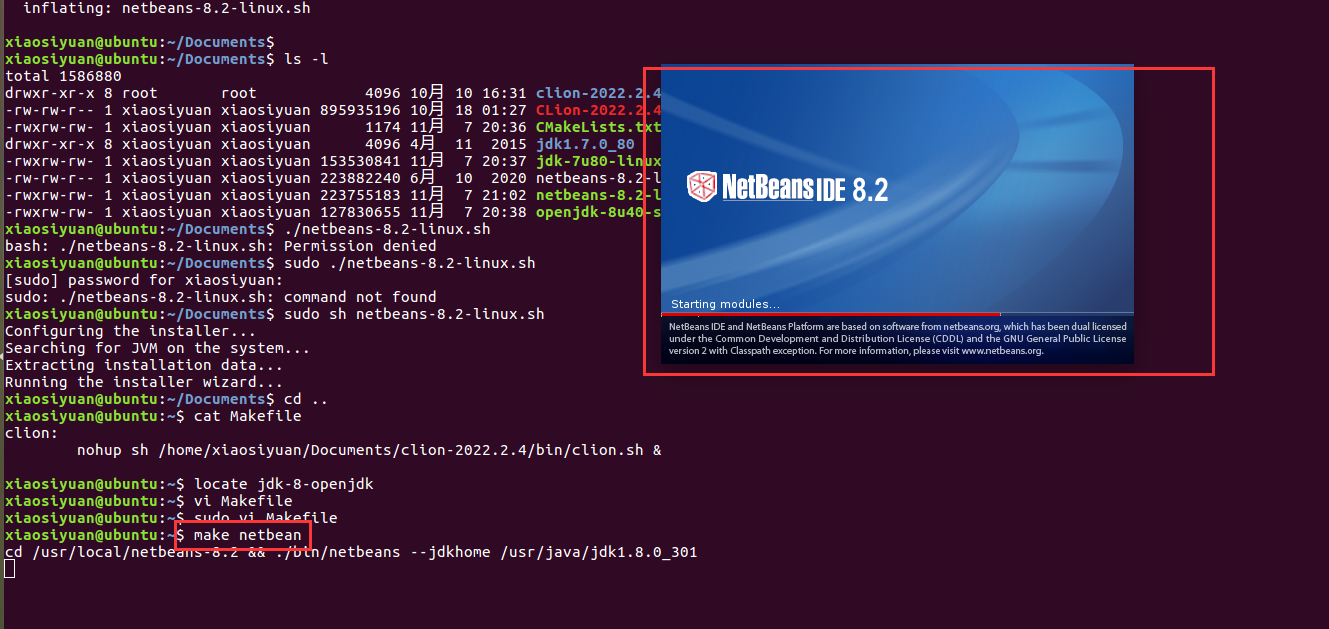 inflating: netbeans-8.2-linux.sh
xiaosiyuan@ubuntu:~/Documents$
xiaosiyuan@ubuntu:~/Documents$ ls -l
total 1586880
drwxr-xr-x 8 root       root            4096 10月 10 16:31 clion-2022.2.4
-rw-rw-r-- 1 xiaosiyuan xiaosiyuan 895935196 10月 18 01:27 CLion-2022.2.4
-rwxrw-rw- 1 xiaosiyuan xiaosiyuan      1174 11月  7 20:36 CMakeLists.txt
drwxr-xr-x 8 xiaosiyuan xiaosiyuan      4096 4月  11  2015 jdk1.7.0_80
-rwxrw-rw- 1 xiaosiyuan xiaosiyuan 153530841 11月  7 20:37 jdk-7u80-linux
-rw-rw-rw- 1 xiaosiyuan xiaosiyuan 223882240 6月  10  2020 netbeans-8.2-l
-rwxrw-rw- 1 xiaosiyuan xiaosiyuan 223755183 11月  7 21:02 netbeans-8.2-l
-rwxrw-rw- 1 xiaosiyuan xiaosiyuan 127830655 11月  7 20:38 openjdk-8u40-s
xiaosiyuan@ubuntu:~/Documents$ ./netbeans-8.2-linux.sh
bash: ./netbeans-8.2-linux.sh: Permission denied
xiaosiyuan@ubuntu:~/Documents$ sudo ./netbeans-8.2-linux.sh
[sudo] password for xiaosiyuan:
sudo: ./netbeans-8.2-linux.sh: command not found
xiaosiyuan@ubuntu:~/Documents$ sudo sh netbeans-8.2-linux.sh
Configuring the installer...
Searching for JVM on the system...
Extracting installation data...
Running the installer wizard...
xiaosiyuan@ubuntu:~/Documents$ cd ..
xiaosiyuan@ubuntu:~$ cat Makefile
clion:
        nohup sh /home/xiaosiyuan/Documents/clion-2022.2.4/bin/clion.sh &
xiaosiyuan@ubuntu:~$ locate jdk-8-openjdk
xiaosiyuan@ubuntu:~$ vi Makefile
xiaosiyuan@ubuntu:~$ sudo vi Makefile
xiaosiyuan@ubuntu:~$ make netbean
cd /usr/local/netbeans-8.2 && ./bin/netbeans --jdkhome /usr/java/jdk1.8.0_301
NetBeans IDE 8.2
Starting modules...
NetBeans IDE and NetBeans Platform are based on software from netbeans.org, which has been dual licensed
under the Common Development and Distribution License (CDDL) and the GNU General Public License
version 2 with Classpath exception. For more information, please visit www.netbeans.org.